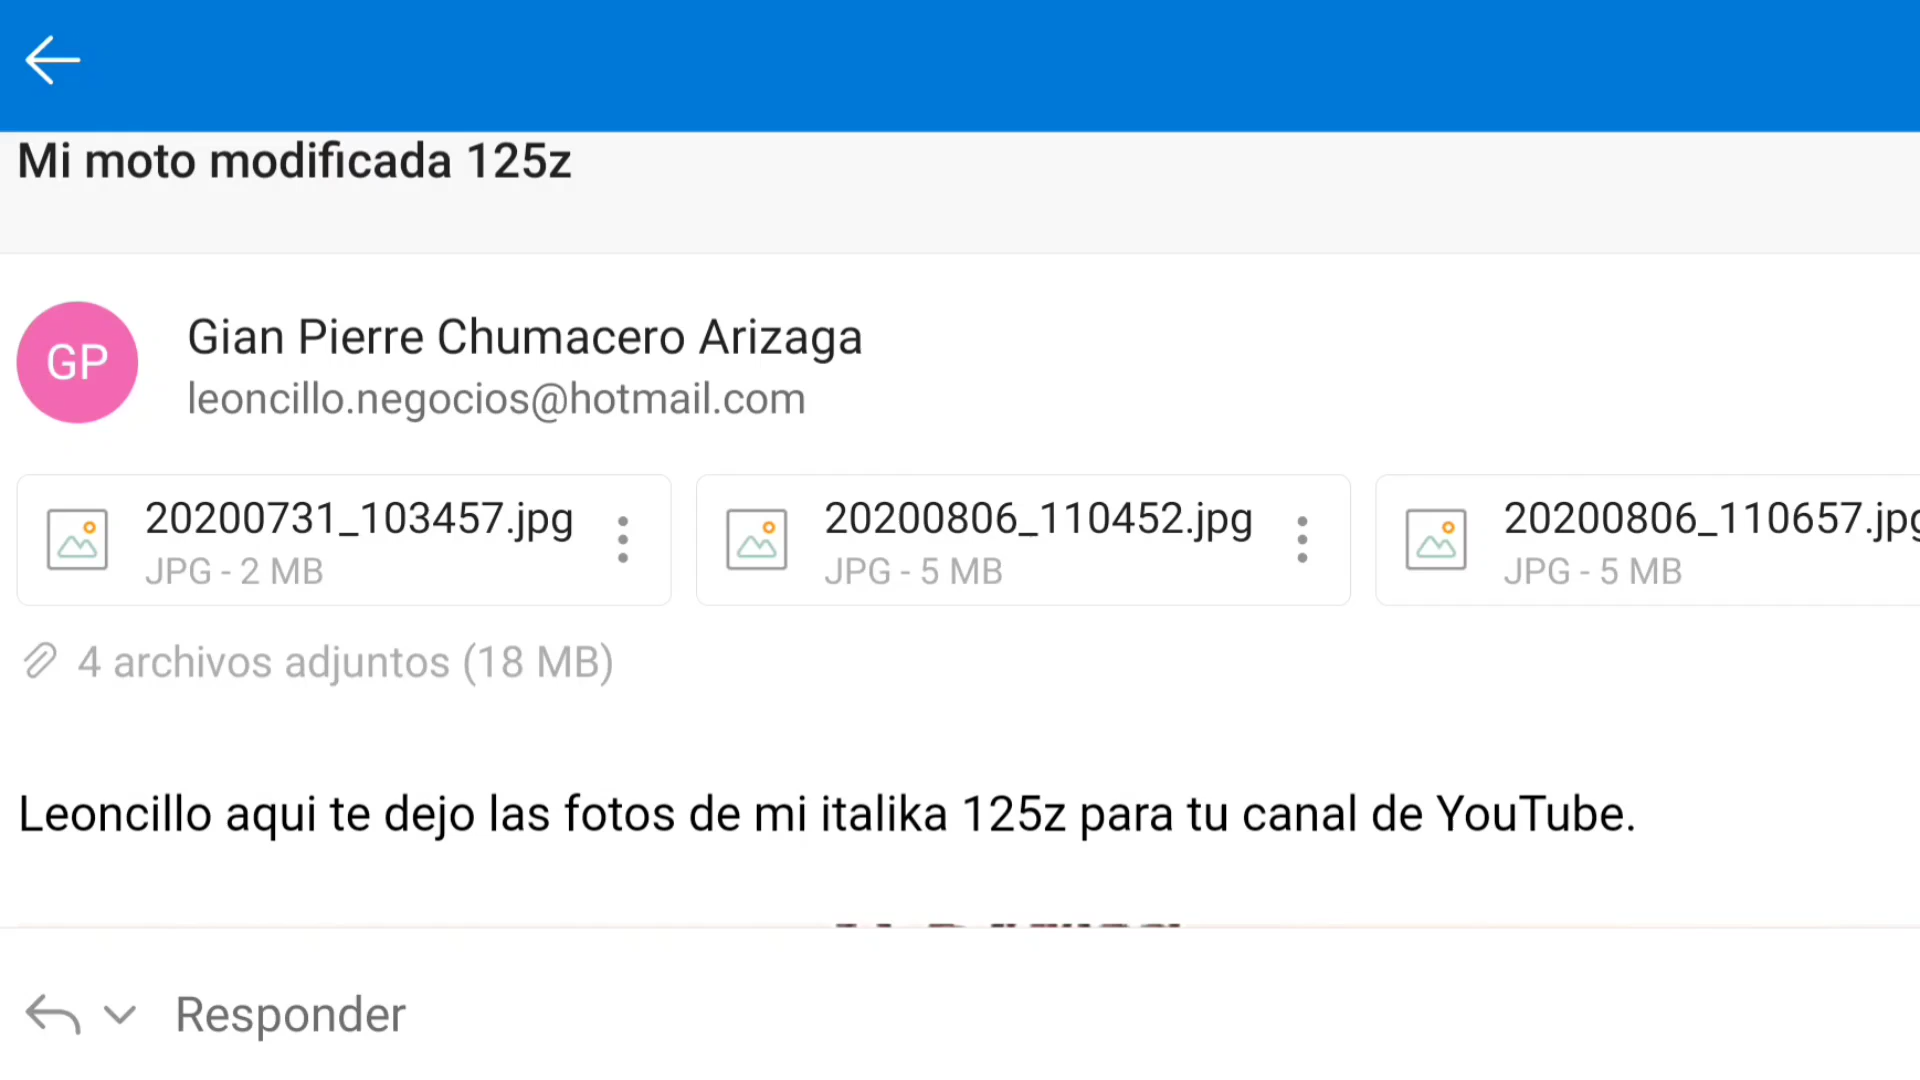 Mi moto modificada 125z
GP
Gian Pierre Chumacero Arizaga
leoncillo.negocios@hotmail.com
20200731_103457.jpg
JPG - 2 MB
20200806_110452.jpg
JPG - 5 MB
20200806_110657.jpg
JPG - 5 MB
4 archivos adjuntos (18 MB)
Leoncillo aqui te dejo las fotos de mi italika 125z para tu canal de YouTube.
Responder